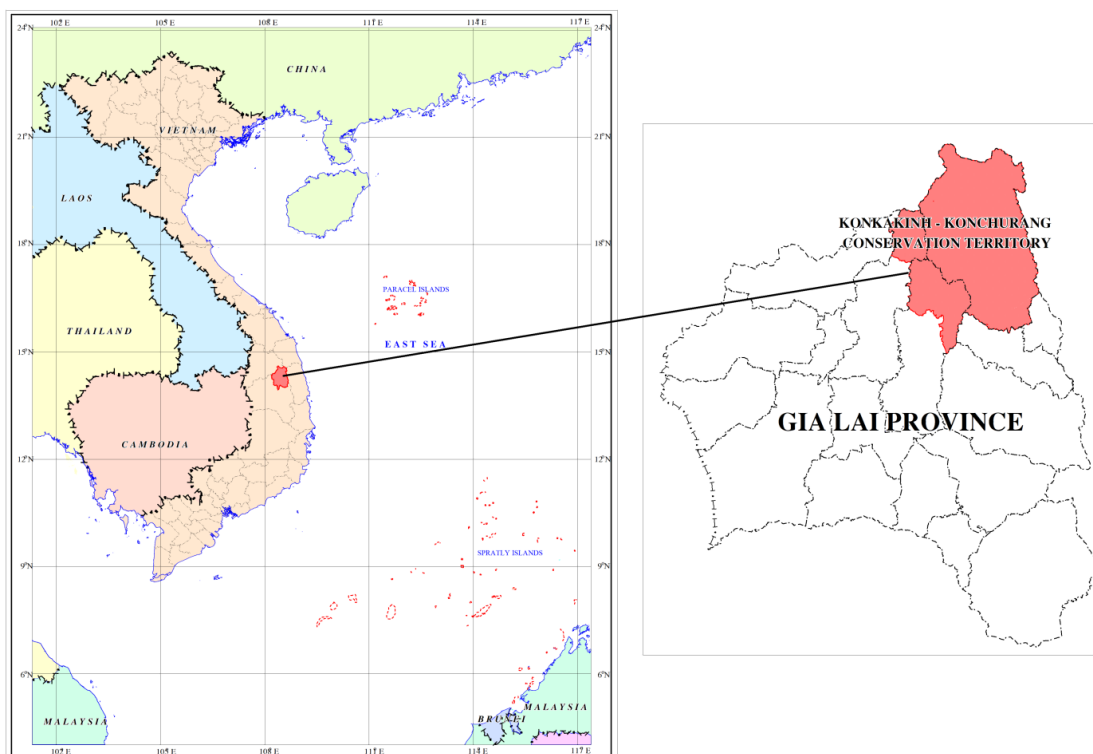 102 E 105 E 108 E 111 E 114 E 117 E
24°N 24°N
CHINA
VIETNAM
21°N 21°N
LAOS
18°N 18°N
PARACEL ISLANDS
THAILAND
EAST SEA
15°N 15°N
CAMBODIA
12°N 12°N
SPRATLY ISLANDS
9°N 9°N
6°N 6°N
MALAYSIA
BRUNEI
MALAYSIA
102 E 105 E 108 E 111 E 114 E 117 E
KONKAKINH - KONCHURANG
CONSERVATION TERRITORY
GIA LAI PROVINCE